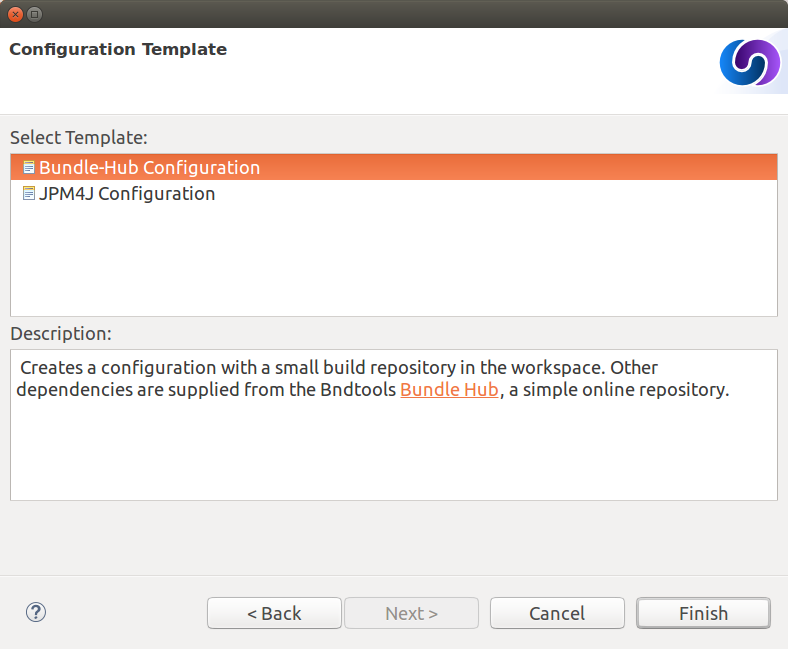 Configuration Template
Select Template:
Bundle-Hub Configuration
JPM4J Configuration
Description:
Creates a configuration with a small build repository in the workspace. Other
dependencies are supplied from the Bndtools Bundle Hub, a simple online repository.
?
< Back
Next >
Cancel
Finish